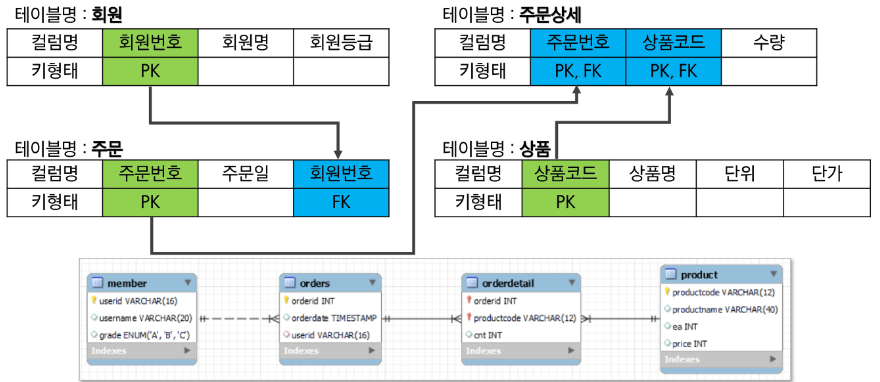 테이블명 : 회원
컬럼명 회원번호 회원명 회원등급
키형태 PK
테이블명 : 주문상세
컬럼명 주문번호 상품코드 수량
키형태 PK, FK PK, FK
테이블명 : 주문
컬럼명 주문번호 주문일 회원번호
키형태 PK FK
테이블명 : 상품
컬럼명 상품코드 상품명 단위 단가
키형태 PK
member
userid VARCHAR(16)
username VARCHAR(20)
grade ENUM('A', 'B', 'C')
Indexes
orders
orderid INT
orderdate TIMESTAMP
userid VARCHAR(16)
Indexes
orderdetail
orderid INT
productcode VARCHAR(12)
cnt INT
Indexes
product
productcode VARCHAR(12)
productname VARCHAR(40)
ea INT
price INT
Indexes